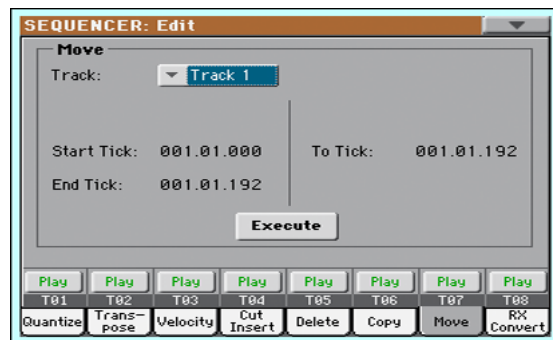 SEQUENCER: Edit
Move
Track: Track 1
Start Tick: 001.01.000 To Tick: 001.01.192
End Tick: 001.01.192
Execute
Play Play Play Play Play Play Play Play
T01 T02 T03 T04 T05 T06 T07 T08
Quantize Trans-pose Velocity Cut Insert Delete Copy Move RX Convert